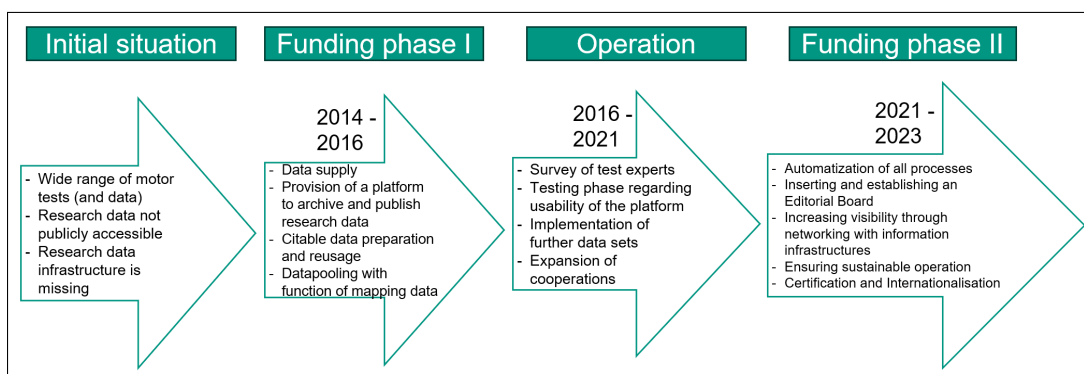 Initial situation
- Wide range of motor
tests (and data)
- Research data not
publicly accessible
- Research data
infrastructure is
missing
Funding phase I
2014 -
2016
- Data supply
- Provision of a platform
to archive and publish
research data
- Citable data preparation
and reusage
- Datapooling with
function of mapping data
Operation
2016 -
2021
- Survey of test experts
- Testing phase regarding
usability of the platform
- Implementation of
further data sets
- Expansion of
cooperations
Funding phase II
2021 -
2023
- Automatization of all processes
- Inserting and establishing an
Editorial Board
- Increasing visibility through
networking with information
infrastructures
- Ensuring sustainable operation
- Certification and Internationalisation